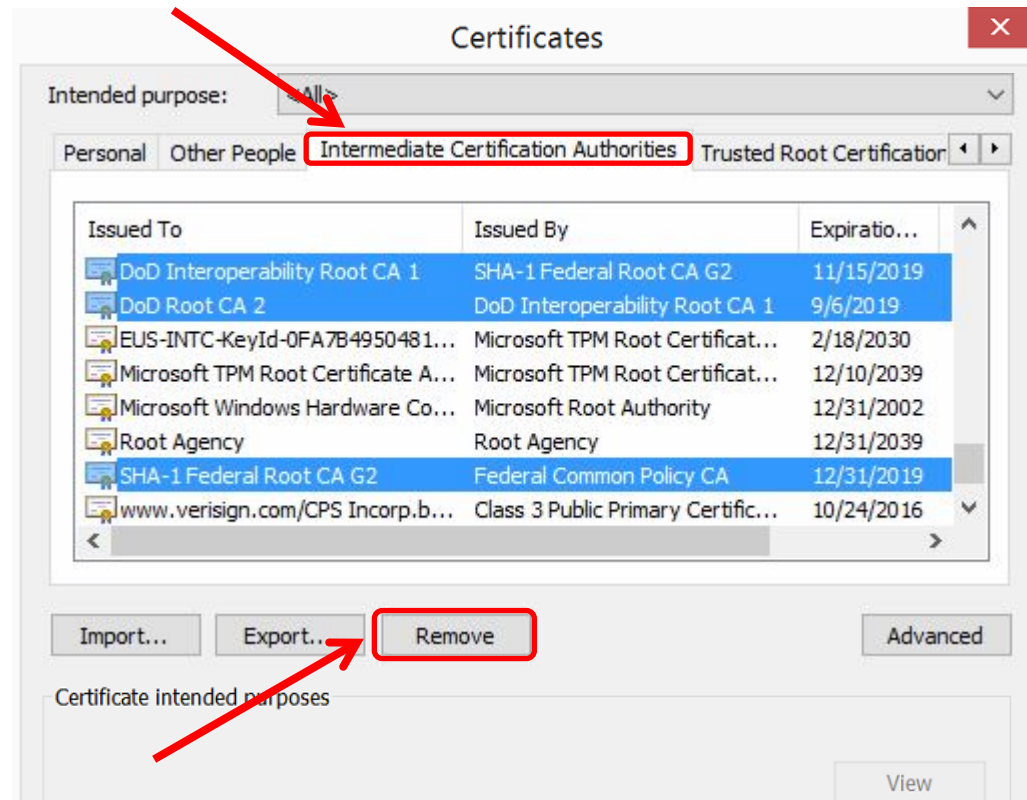 Certificates
Intended purpose: <All>
Personal Other People Intermediate Certification Authorities Trusted Root Certification
Issued To Issued By Expiratio...
DoD Interoperability Root CA 1 SHA-1 Federal Root CA G2 11/15/2019
DoD Root CA 2 DoD Interoperability Root CA 1 9/6/2019
EUS-INTC-KeyId-0FA7B4950481... Microsoft TPM Root Certificat... 2/18/2030
Microsoft TPM Root Certificate A... Microsoft TPM Root Certificat... 12/10/2039
Microsoft Windows Hardware Co... Microsoft Root Authority 12/31/2002
Root Agency Root Agency 12/31/2039
SHA-1 Federal Root CA G2 Federal Common Policy CA 12/31/2019
www.verisign.com/CPS Incorp.b... Class 3 Public Primary Certific... 10/24/2016
Import... Export... Remove Advanced
Certificate intended purposes
View